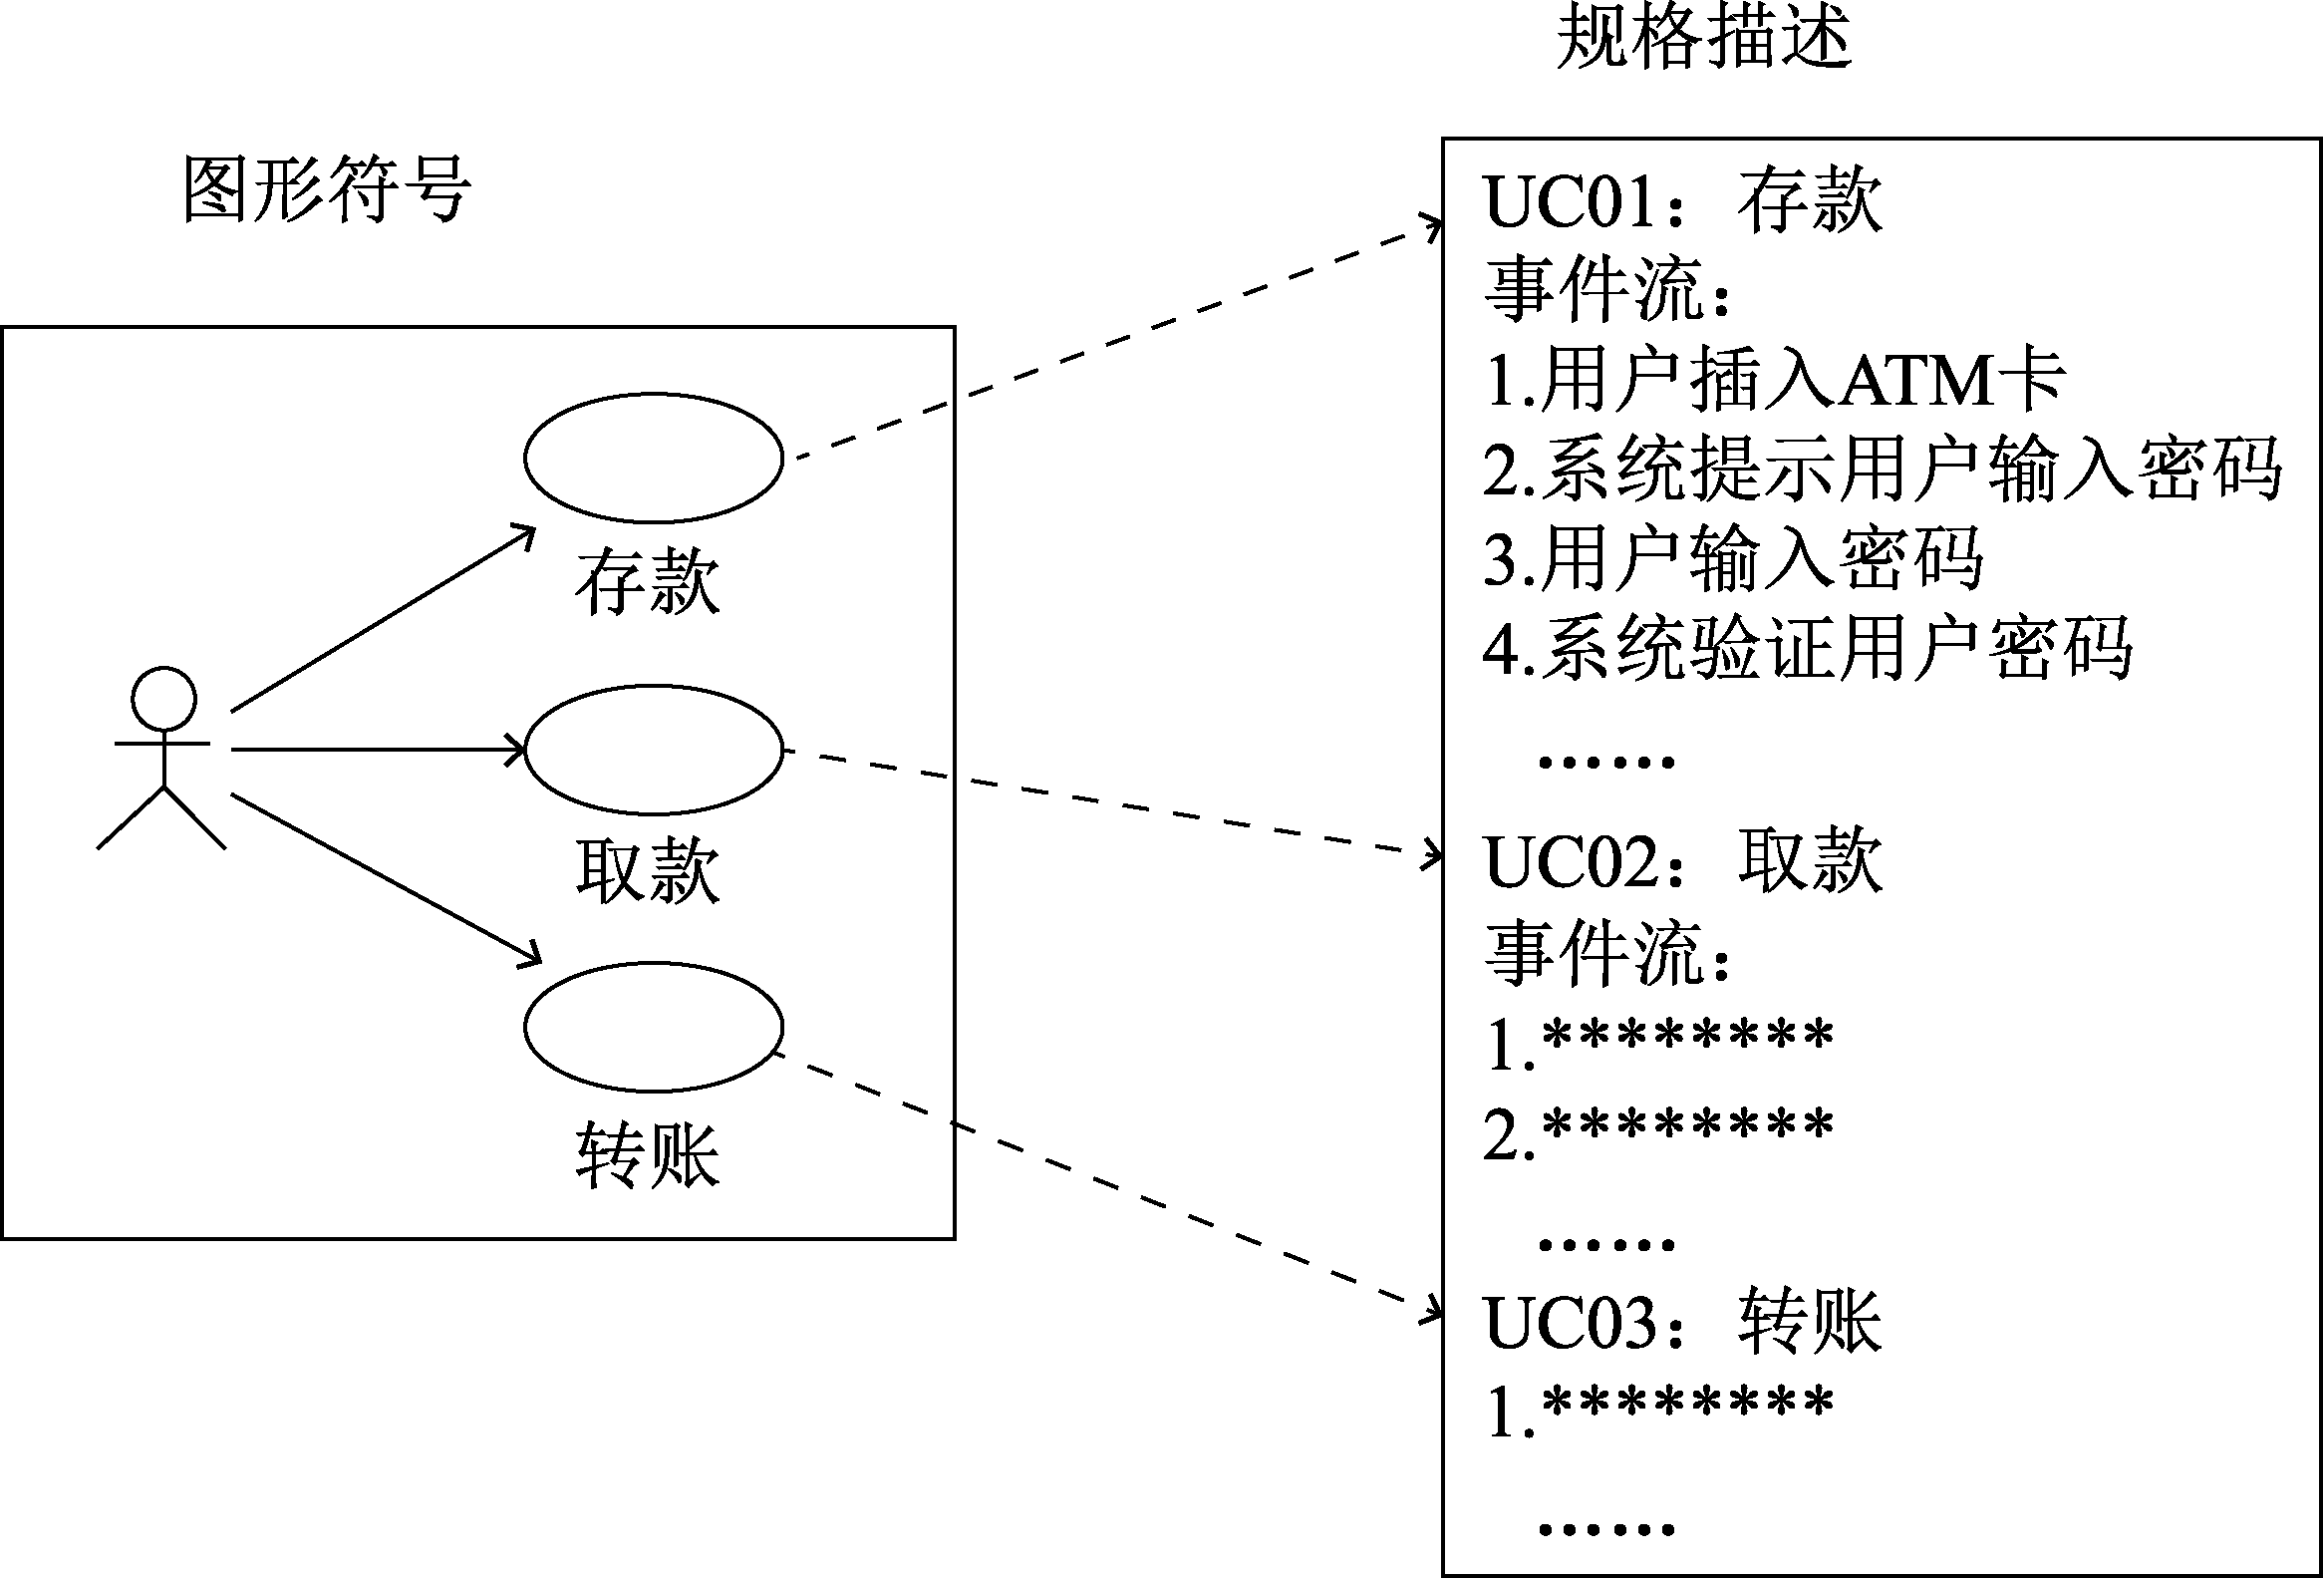 规格描述
图形符号
存款
取款
转账
UC01：存款
事件流：
1.用户插入ATM卡
2.系统提示用户输入密码
3.用户输入密码
4.系统验证用户密码
……
UC02：取款
事件流：
1.********
2.********
……
UC03：转账
1.********
……